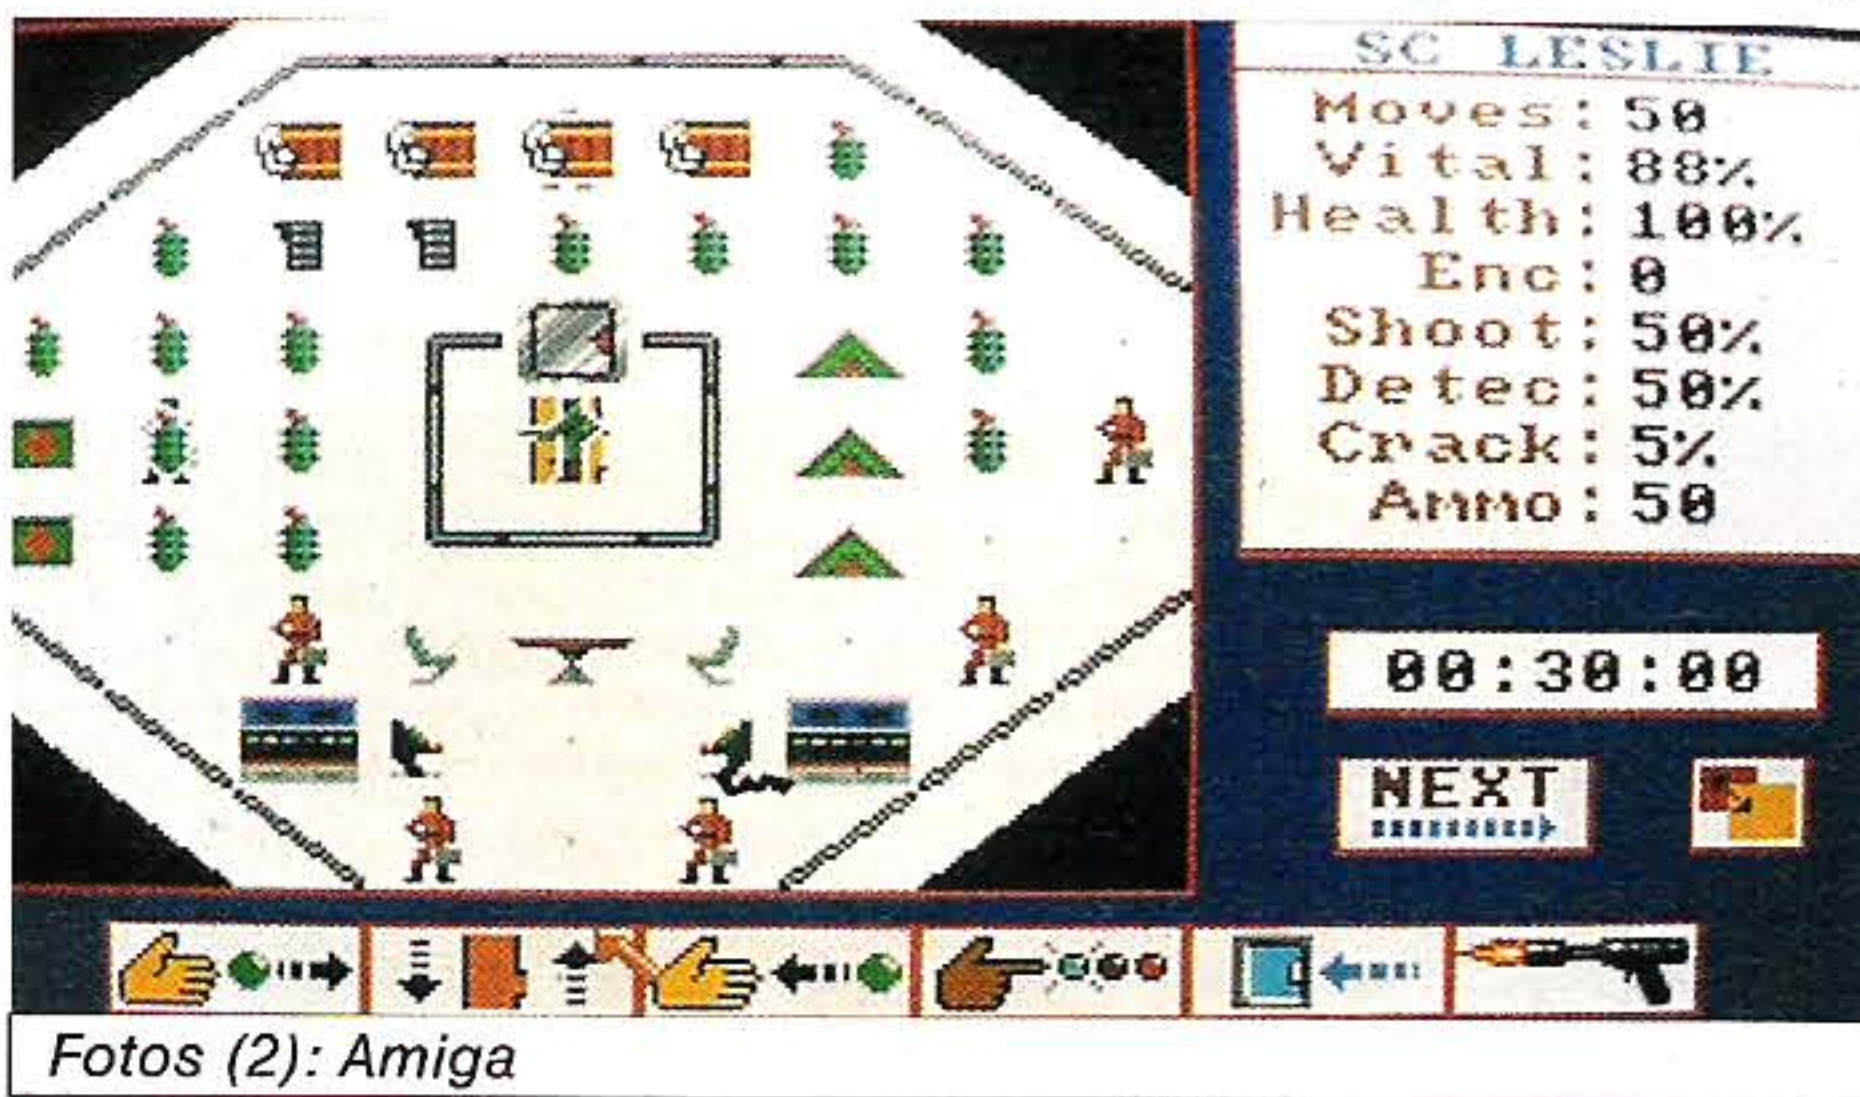 SC LESLIE
Moves: 50
Vital: 88%
Health: 100%
Enc: 0
Shoot: 50%
Detec: 50%
Crack: 5%
Ammo: 50
00:30:00
NEXT
Fotos (2): Amiga